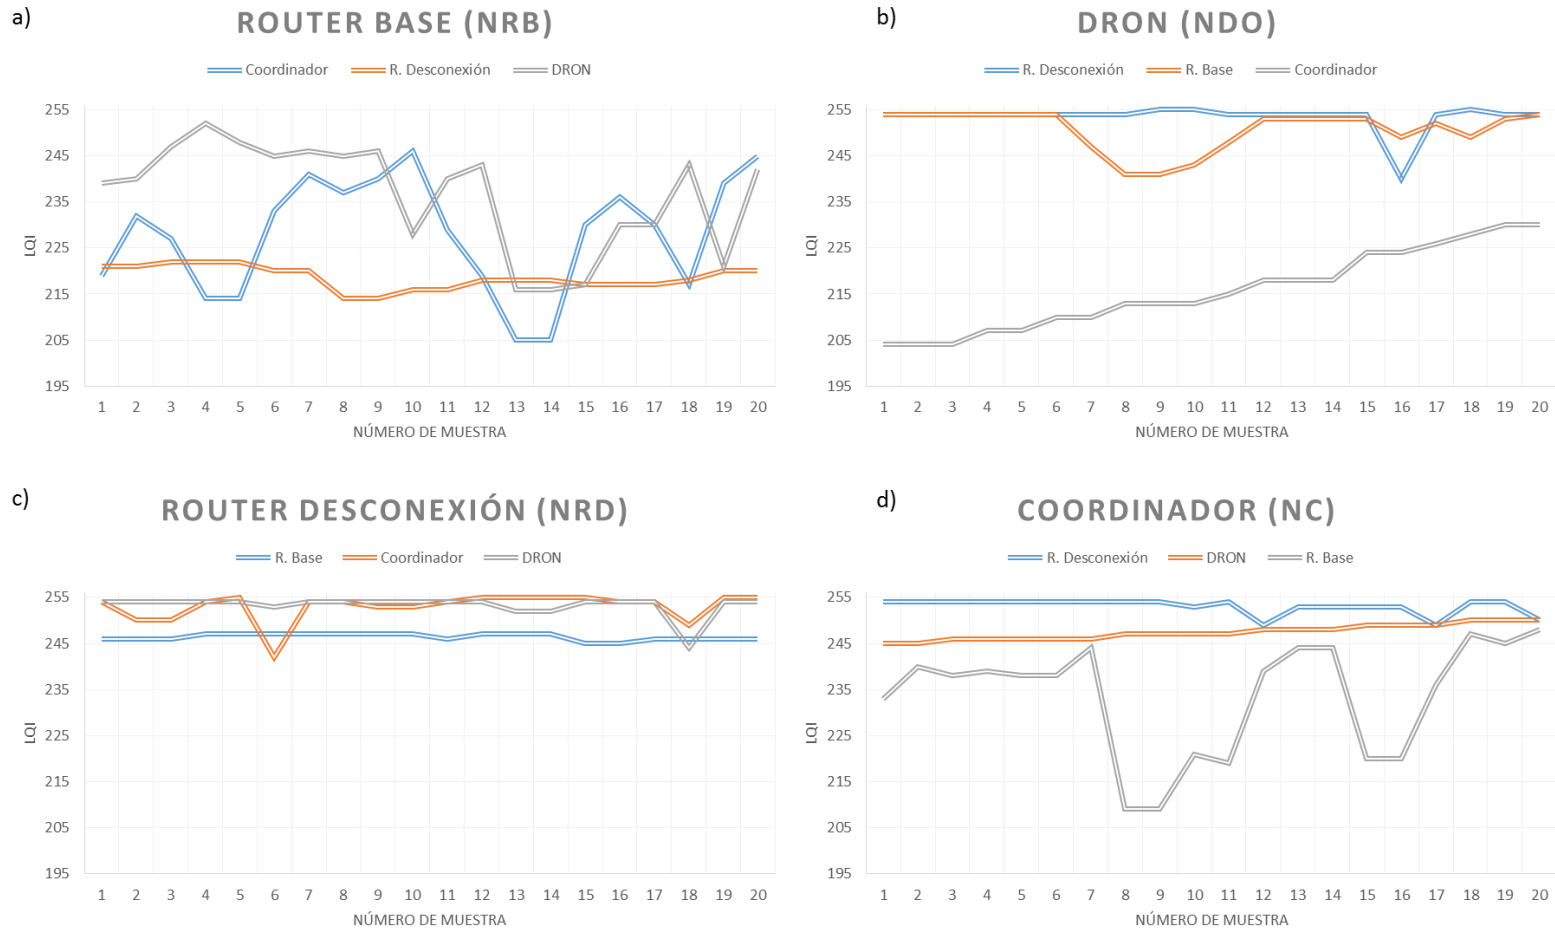 a)
ROUTER BASE (NRB)
Coordinador R. Desconexión DRON
LQI
255
245
235
225
215
205
195
1 2 3 4 5 6 7 8 9 10 11 12 13 14 15 16 17 18 19 20
NÚMERO DE MUESTRA
b)
DRON (NDO)
R. Desconexión R. Base Coordinador
LQI
255
245
235
225
215
205
195
1 2 3 4 5 6 7 8 9 10 11 12 13 14 15 16 17 18 19 20
NÚMERO DE MUESTRA
c)
ROUTER DESCONEXIÓN (NRD)
R. Base Coordinador DRON
LQI
255
245
235
225
215
205
195
1 2 3 4 5 6 7 8 9 10 11 12 13 14 15 16 17 18 19 20
NÚMERO DE MUESTRA
d)
COORDINADOR (NC)
R. Desconexión DRON R. Base
LQI
255
245
235
225
215
205
195
1 2 3 4 5 6 7 8 9 10 11 12 13 14 15 16 17 18 19 20
NÚMERO DE MUESTRA